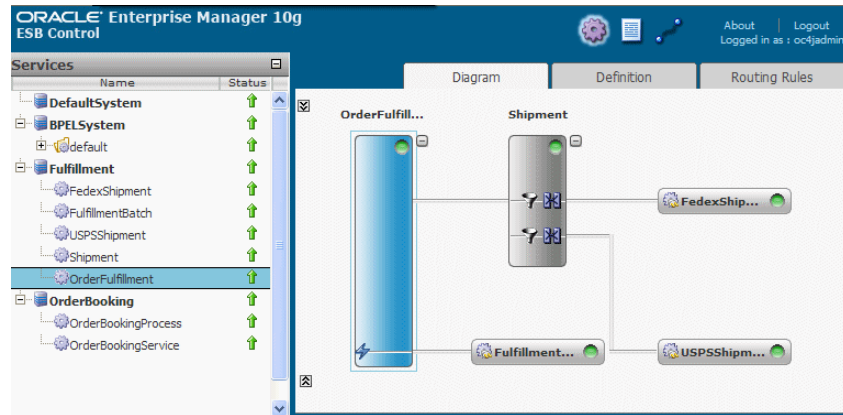 ORACLE Enterprise Manager 10g
ESB Control
About | Logout
Logged in as : oc4jadmin
Services
Name Status
DefaultSystem
BPELSystem
default
Fulfillment
FedexShipment
FulfillmentBatch
USPSShipment
Shipment
OrderFulfillment
OrderBooking
OrderBookingProcess
OrderBookingService
Diagram Definition Routing Rules
OrderFulfill... Shipment
FedexShip...
Fulfillment... USPSShipm...